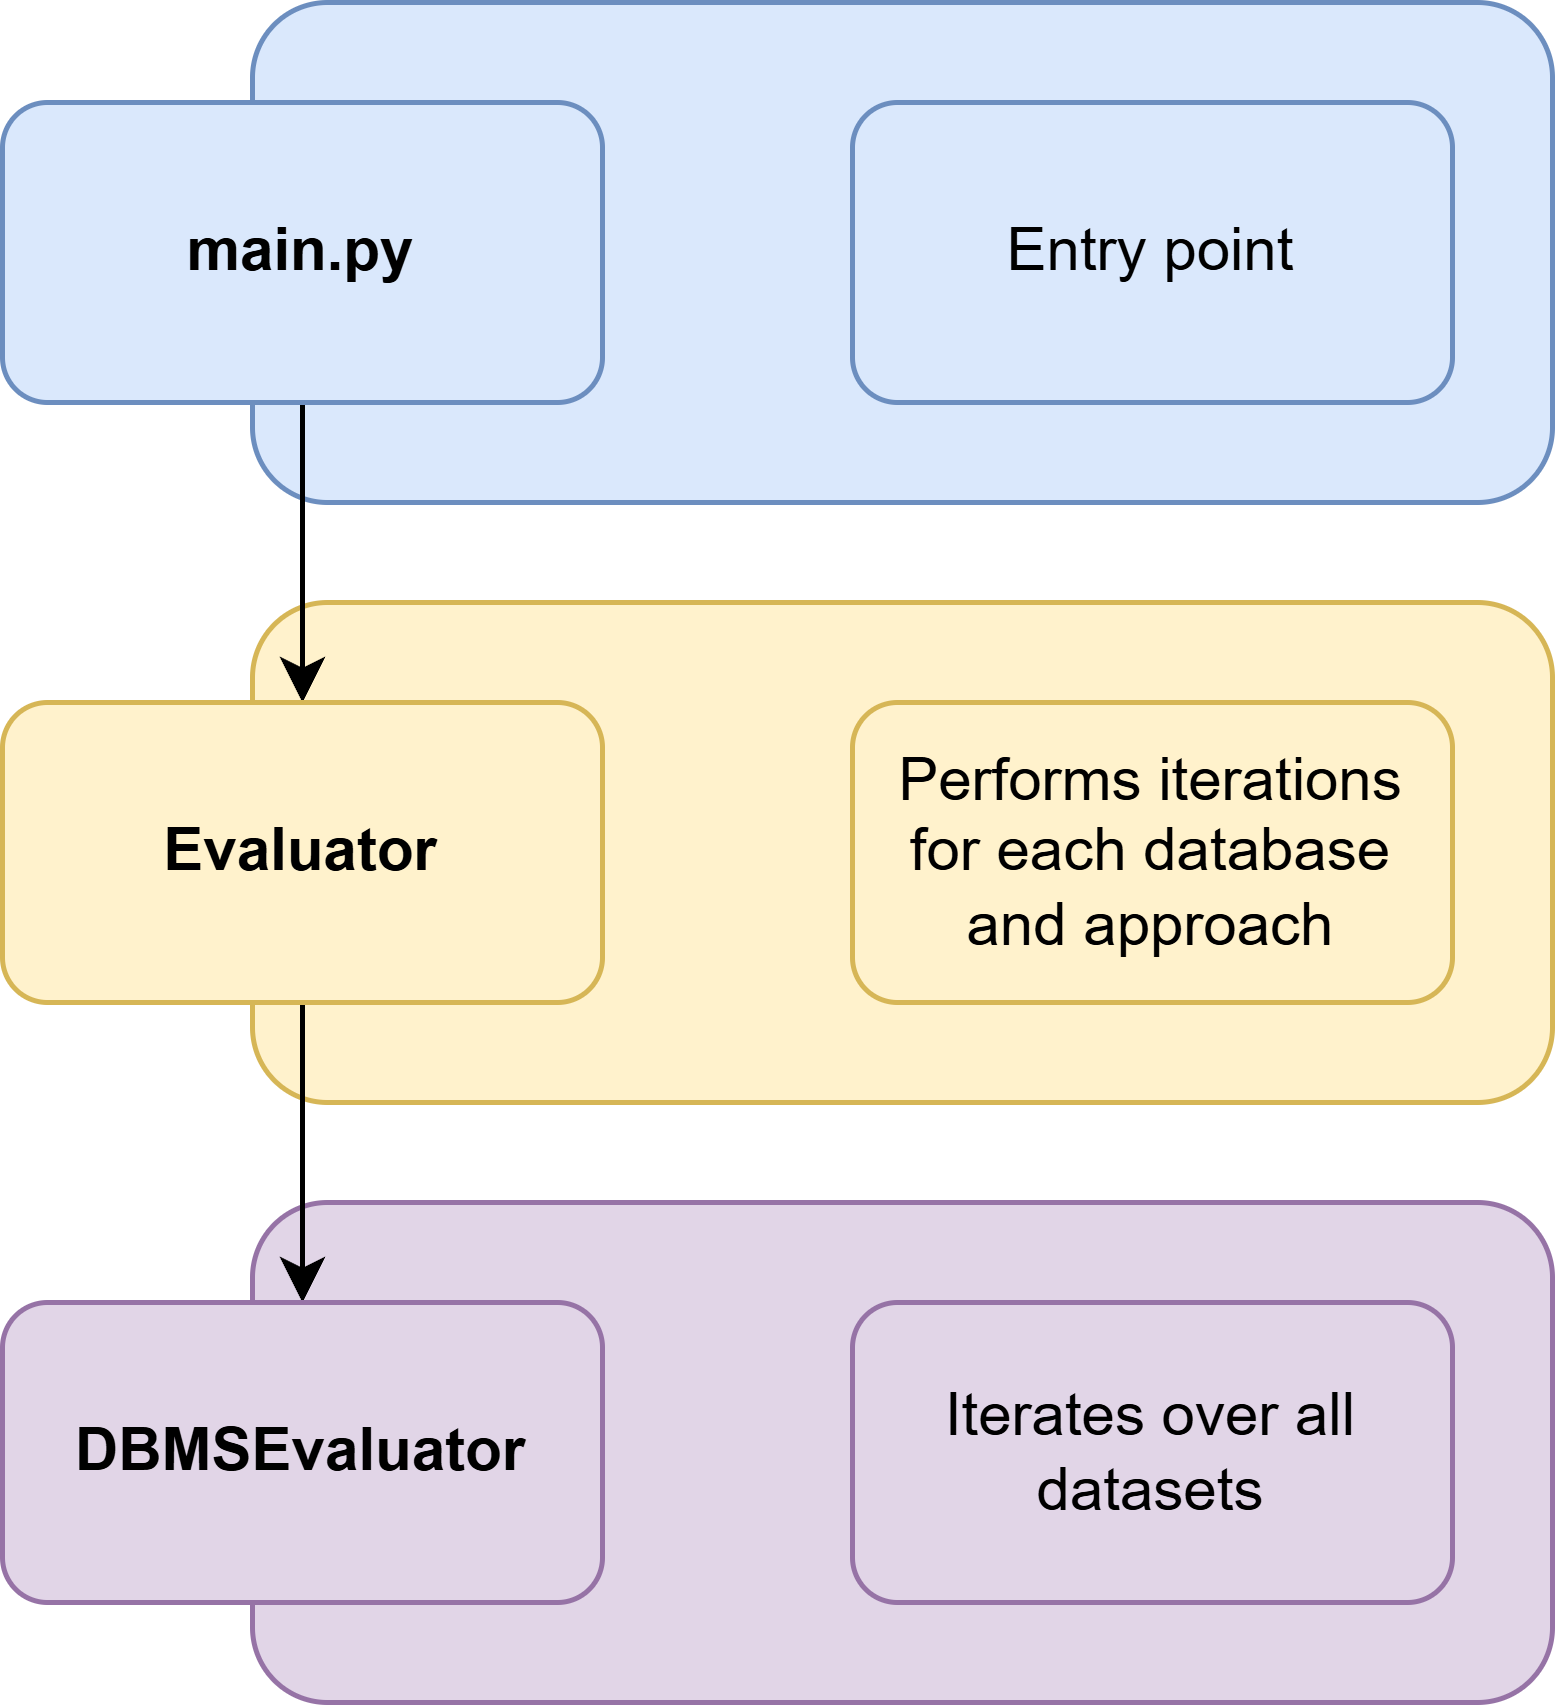 main.py
Entry point
Evaluator
Performs iterations
for each database
and approach
DBMSEvaluator
Iterates over all
datasets